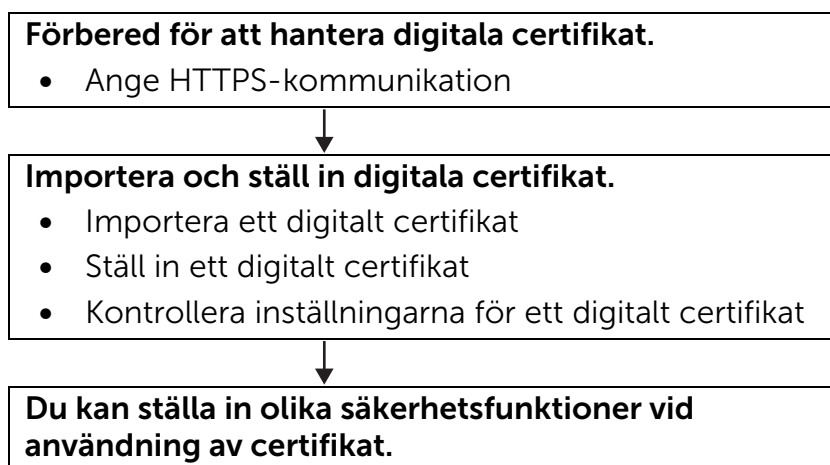 Förbered för att hantera digitala certifikat.
• Ange HTTPS-kommunikation
Importera och ställ in digitala certifikat.
• Importera ett digitalt certifikat
• Ställ in ett digitalt certifikat
• Kontrollera inställningarna för ett digitalt certifikat
Du kan ställa in olika säkerhetsfunktioner vid
användning av certifikat.